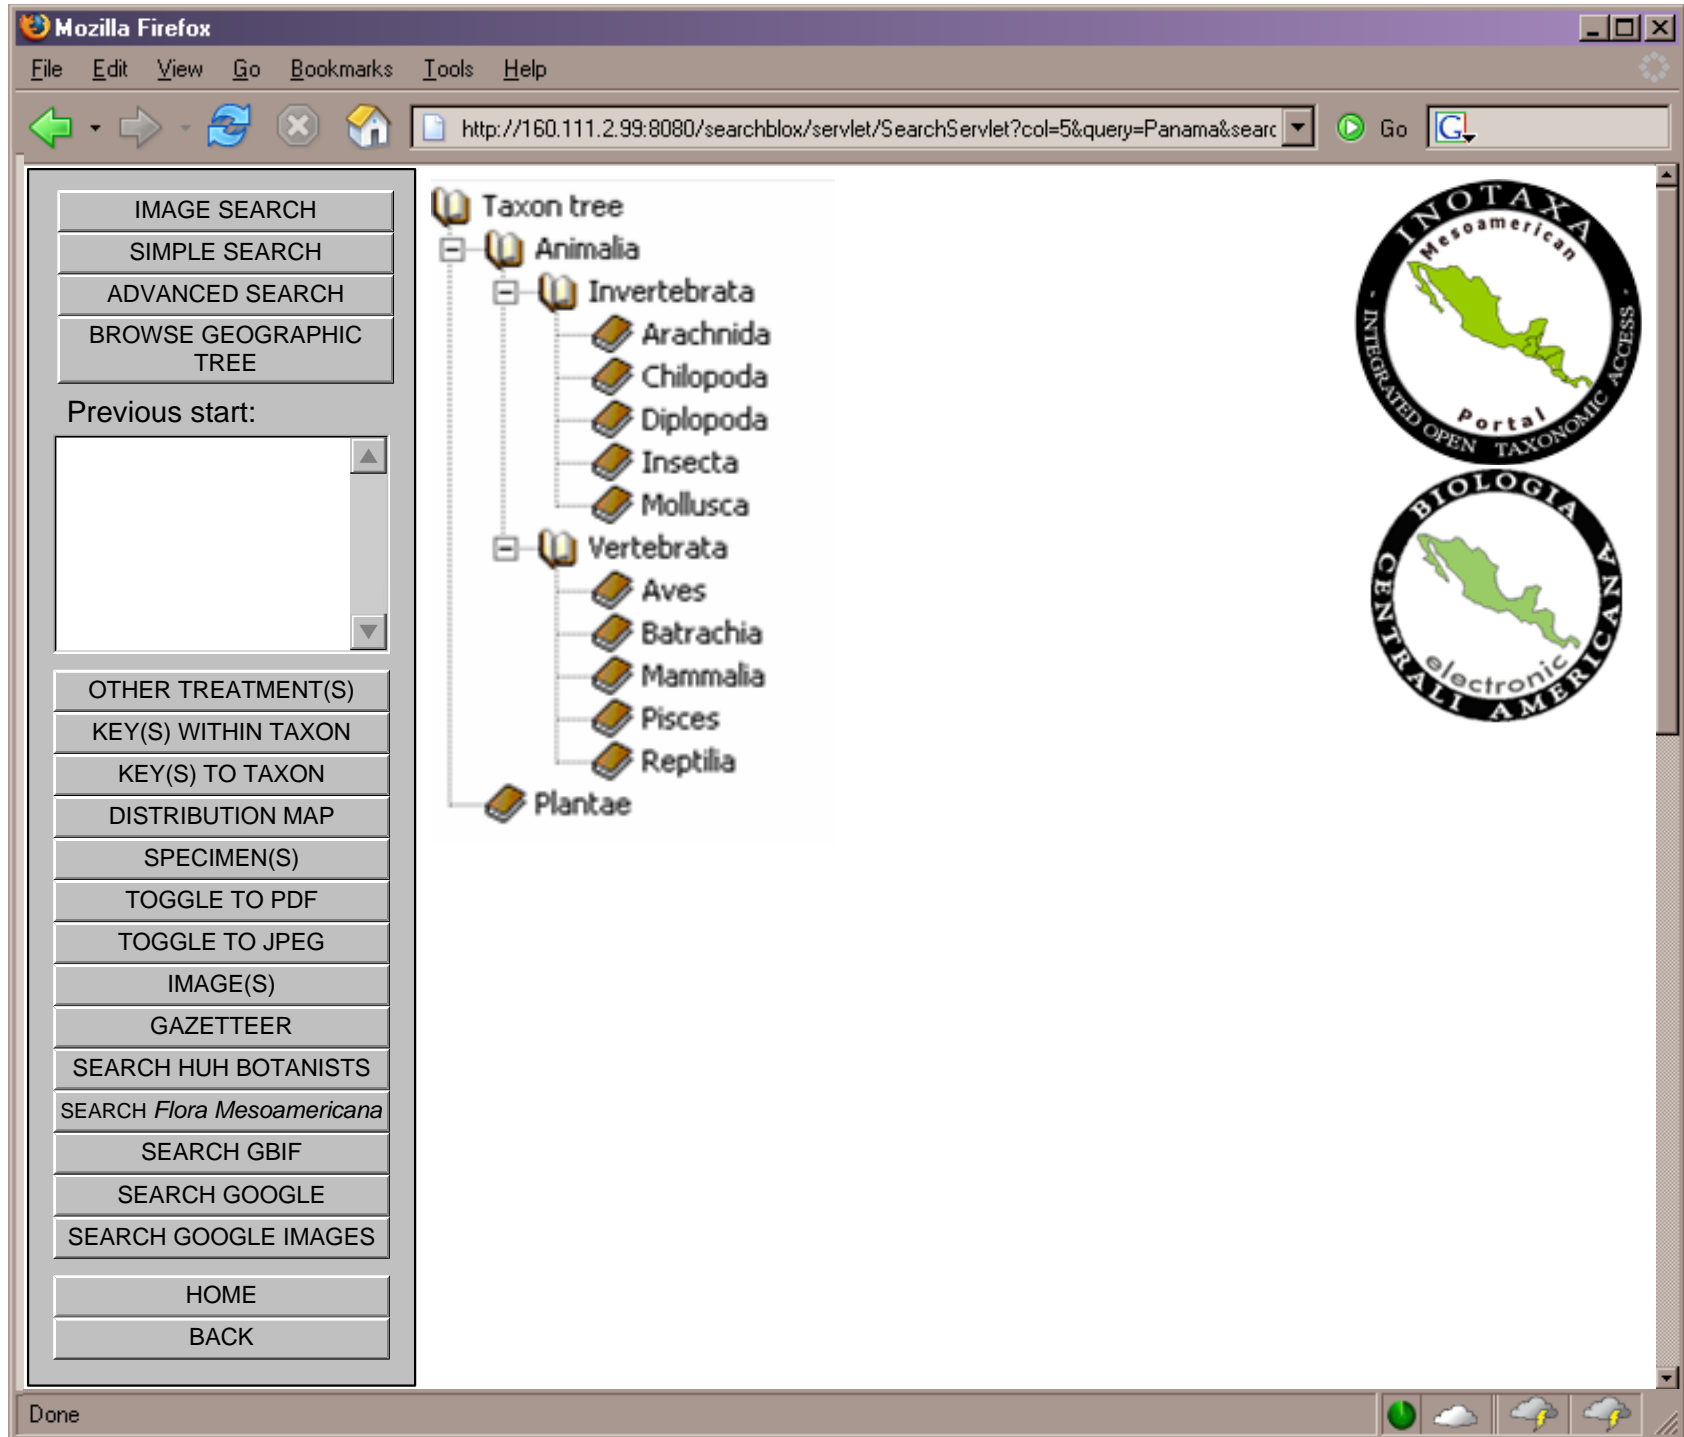 Mozilla Firefox
File Edit View Go Bookmarks Tools Help
http://160.111.2.99:8080/searchblox/servlet/SearchServlet?col=5&query=Panama&searc
Go
G
IMAGE SEARCH
SIMPLE SEARCH
ADVANCED SEARCH
BROWSE GEOGRAPHIC
TREE
Previous start:
OTHER TREATMENT(S)
KEY(S) WITHIN TAXON
KEY(S) TO TAXON
DISTRIBUTION MAP
SPECIMEN(S)
TOGGLE TO PDF
TOGGLE TO JPEG
IMAGE(S)
GAZETTEER
SEARCH HUH BOTANISTS
SEARCH Flora Mesoamericana
SEARCH GBIF
SEARCH GOOGLE
SEARCH GOOGLE IMAGES
HOME
BACK
Taxon tree
Animalia
Invertebrata
Arachnida
Chilopoda
Diplopoda
Insecta
Mollusca
Vertebrata
Aves
Batrachia
Mammalia
Pisces
Reptilia
Plantae
INOTAXA
Mesoamerican
Portal
- INTEGRATED OPEN TAXONOMIC ACCESS -
BIOLOGIA
CENTRALI AMERICANA
electronic
Done